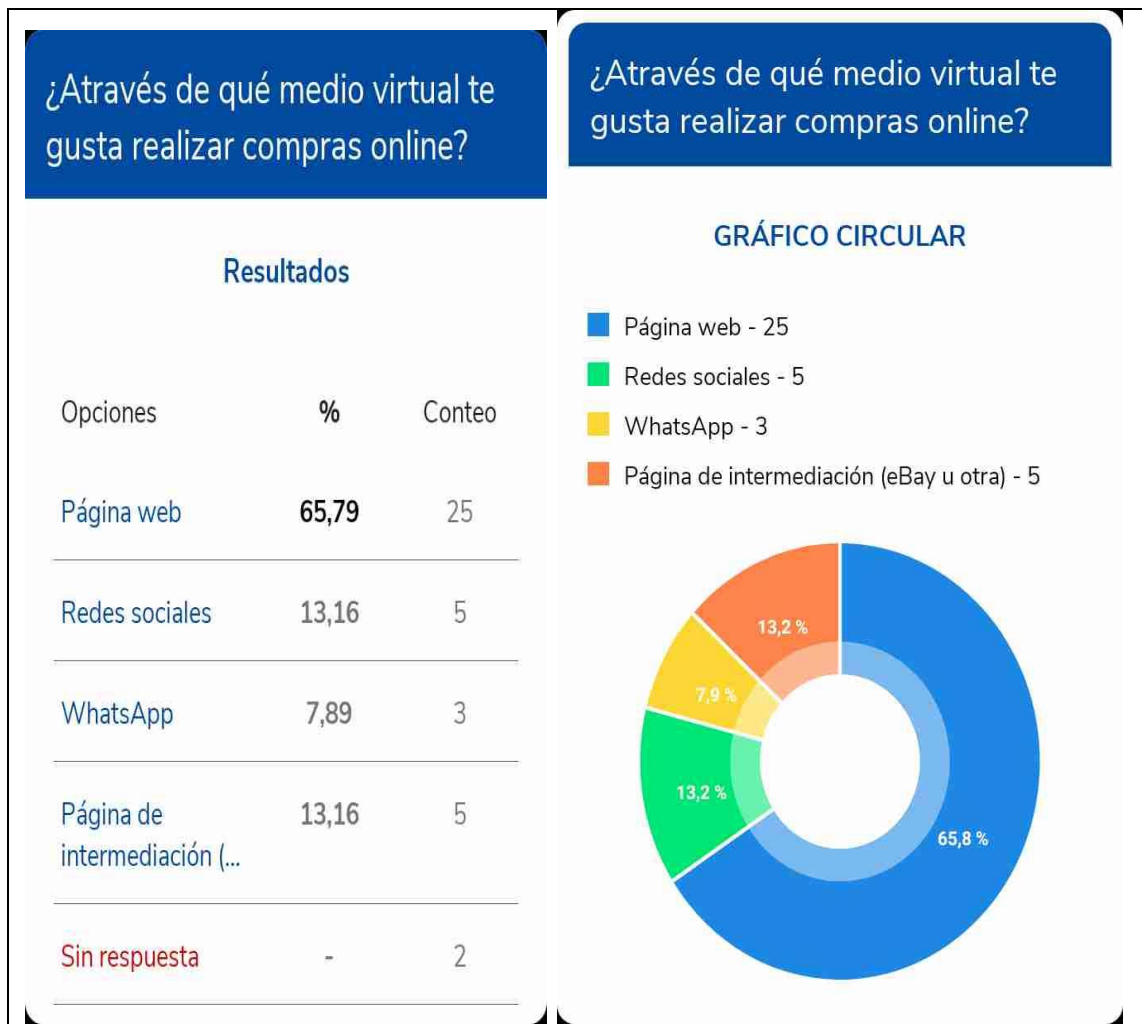 ¿Através de qué medio virtual te
gusta realizar compras online?
Resultados
Opciones % Conteo
Página web 65,79 25
Redes sociales 13,16 5
WhatsApp 7,89 3
Página de 13,16 5
intermediación (...
Sin respuesta - 2
¿Através de qué medio virtual te
gusta realizar compras online?
GRÁFICO CIRCULAR
Página web - 25
Redes sociales - 5
WhatsApp - 3
Página de intermediación (eBay u otra) - 5
13,2 %
7,9 %
13,2 %
65,8 %